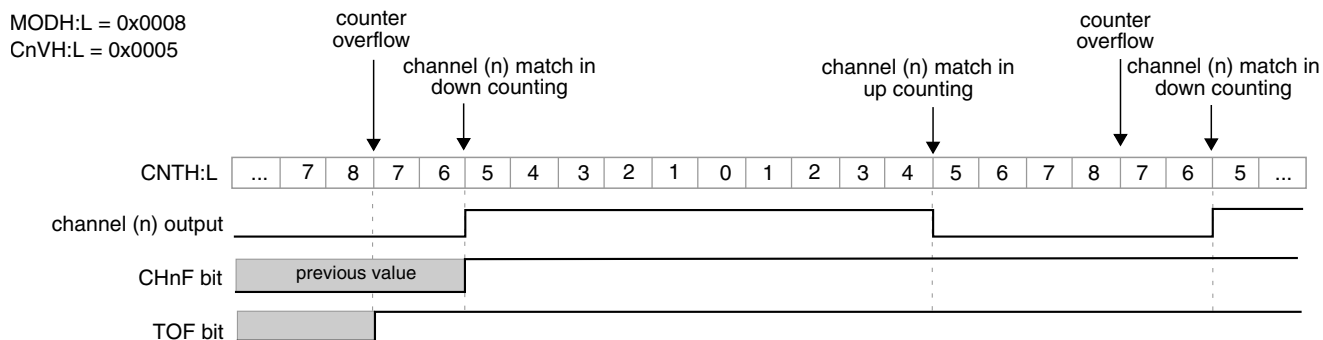 MODH:L = 0x0008
CnVH:L = 0x0005
counter
overflow
channel (n) match in
down counting
channel (n) match in
up counting
counter
overflow
channel (n) match in
down counting
CNTH:L ... 7 8 7 6 5 4 3 2 1 0 1 2 3 4 5 6 7 8 7 6 5 ...
channel (n) output
CHnF bit previous value
TOF bit